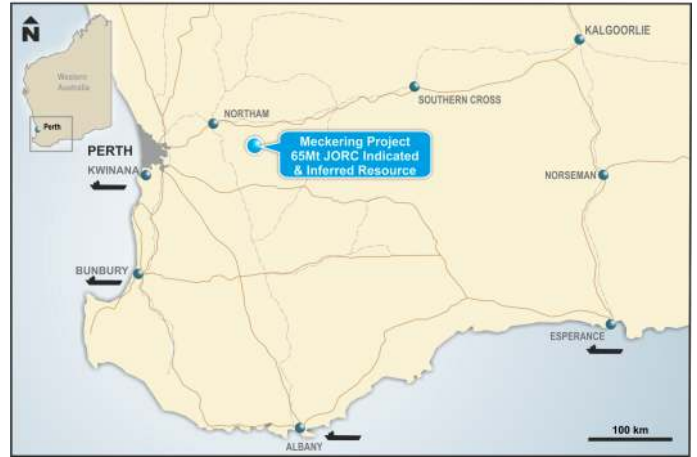 N
Western
Australia
Perth
KALGOORLIE
SOUTHERN CROSS
NORTHAM
Meckering Project
65Mt JORC Indicated
& Inferred Resource
PERTH
KWINANA
NORSEMAN
BUNBURY
ESPERANCE
ALBANY
100 km